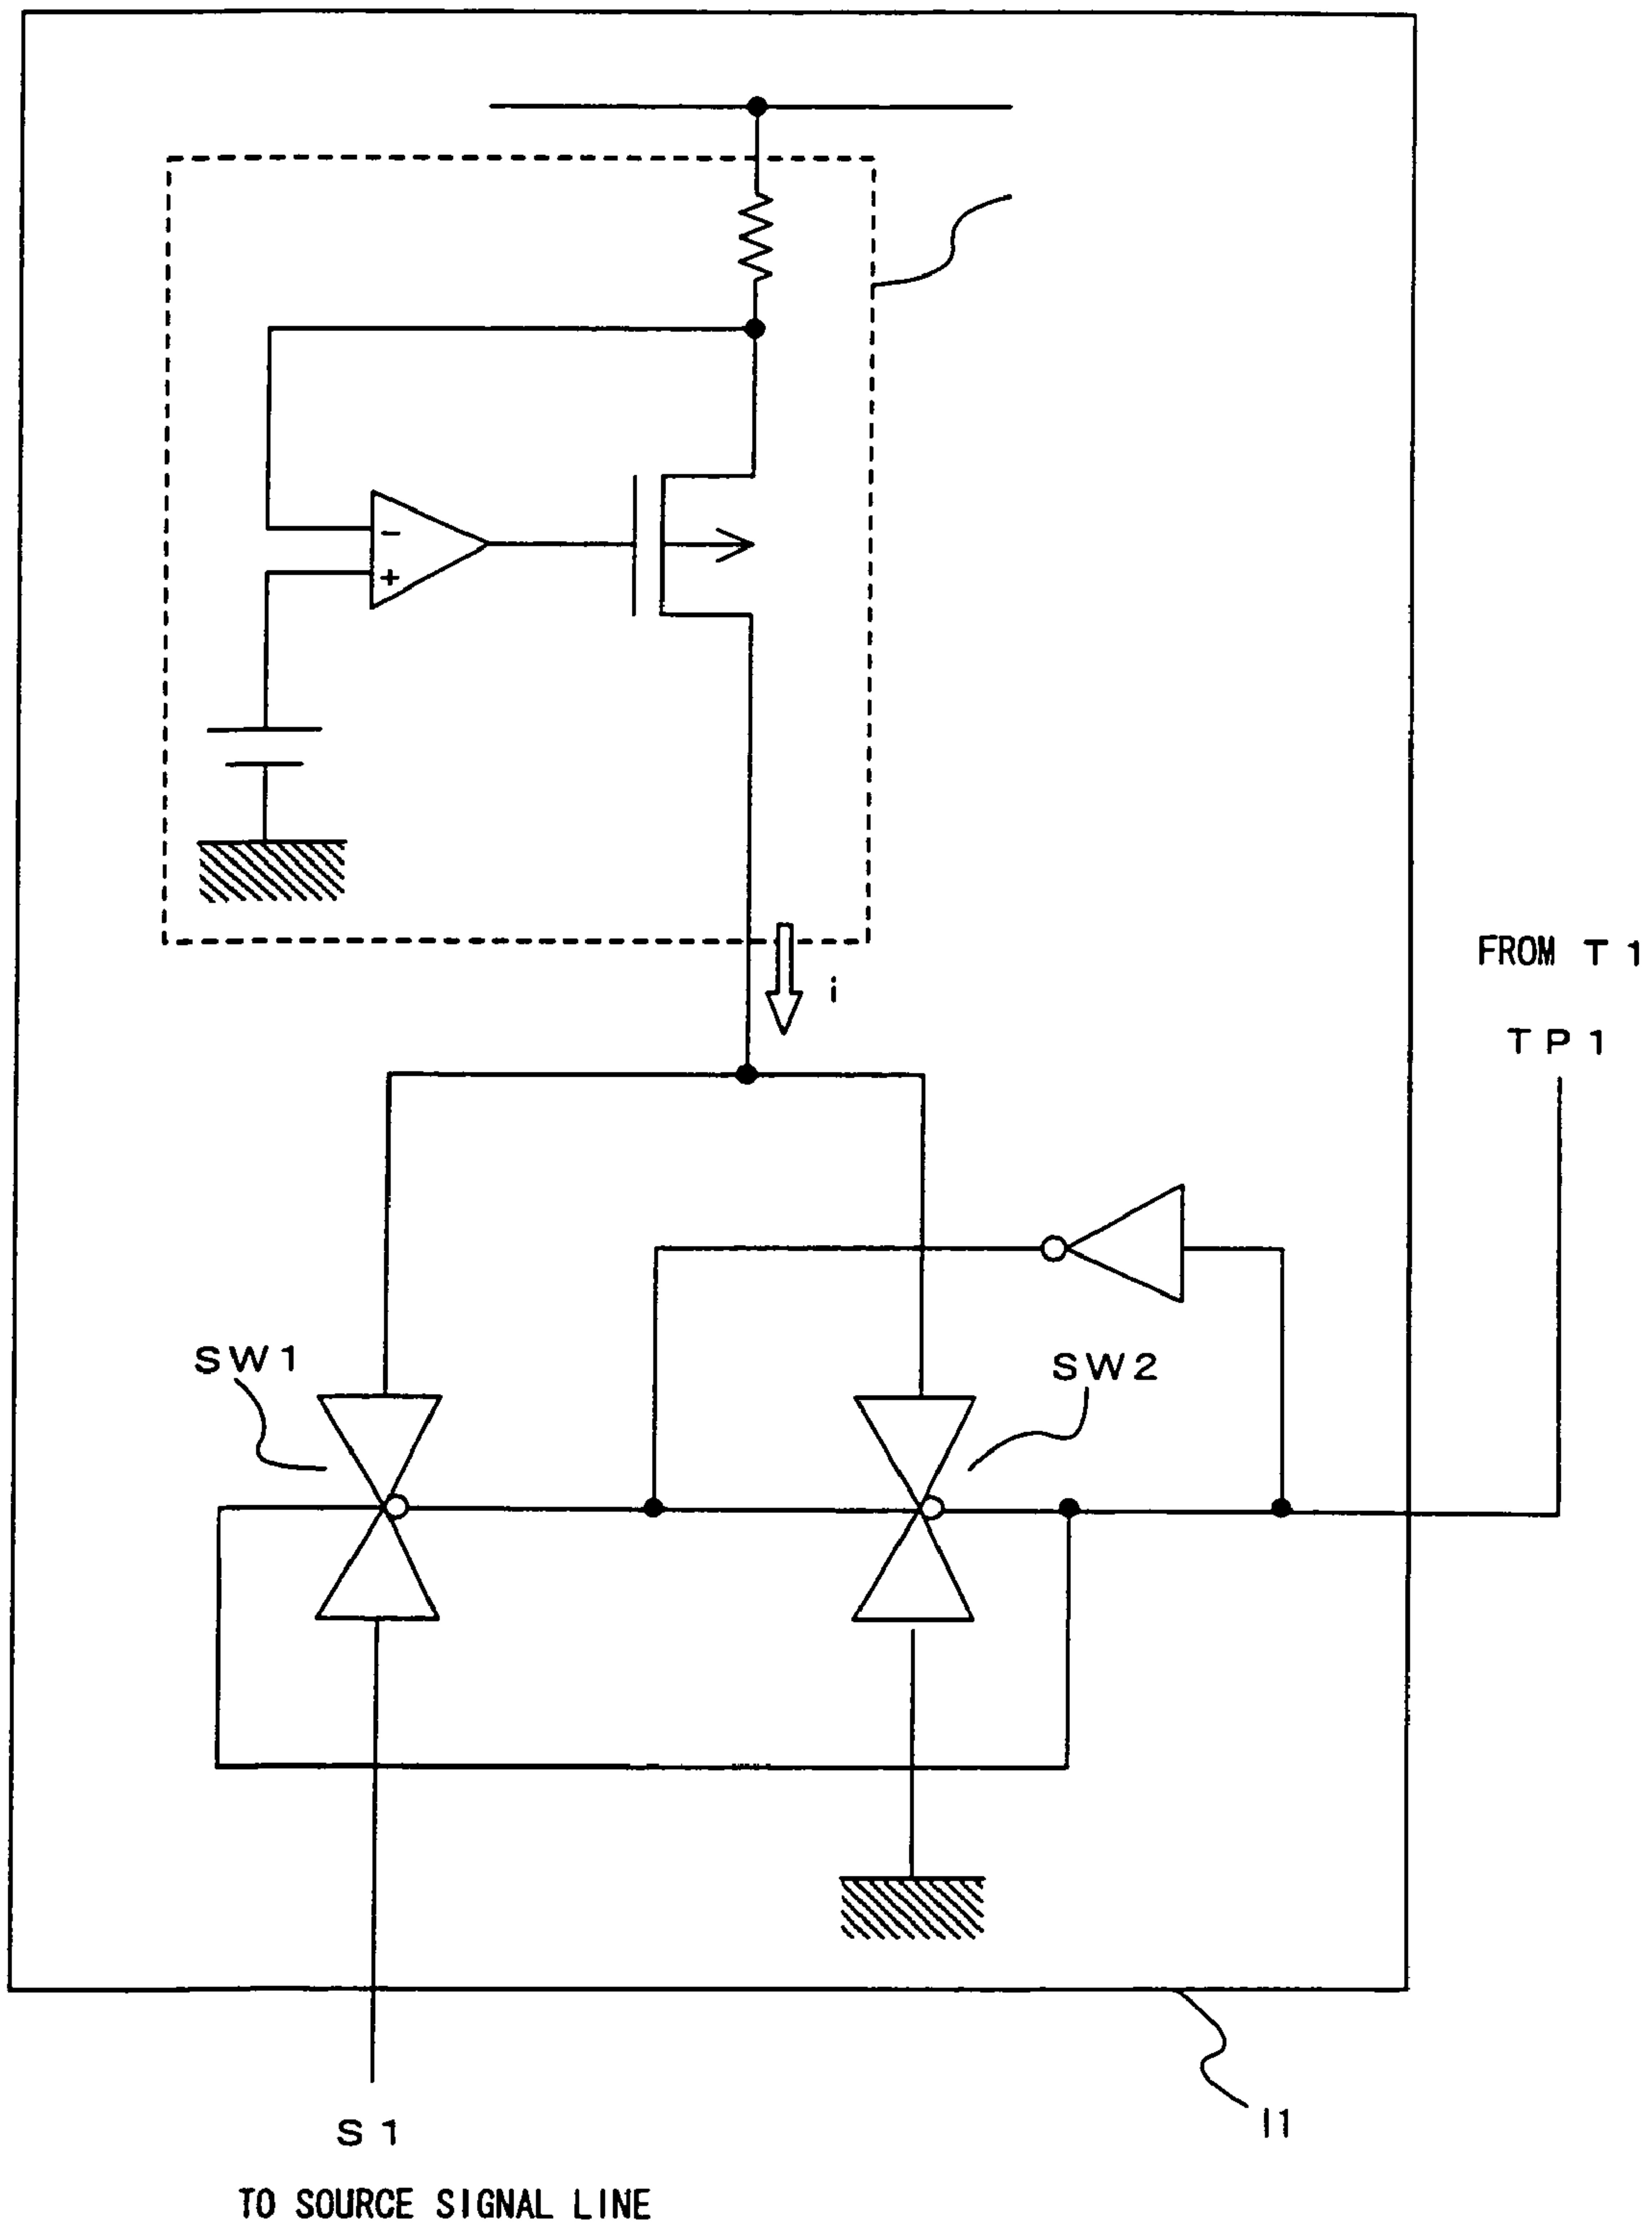 -
+
i
FROM T1
TP1
SW1
SW2
S1
I1
TO SOURCE SIGNAL LINE